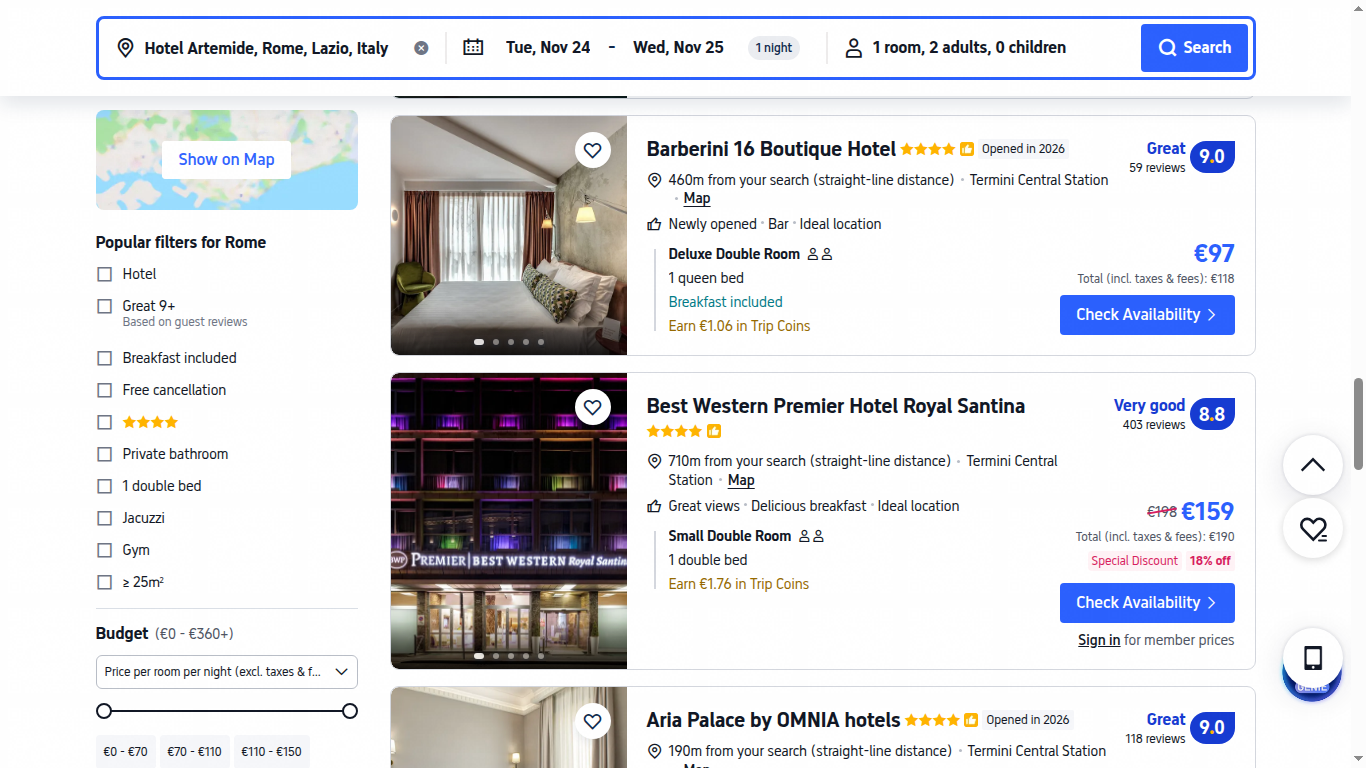 Hotel Artemide, Rome, Lazio, Italy
Tue, Nov 24 - Wed, Nov 25
1 night
1 room, 2 adults, 0 children
Search
Show on Map
Popular filters for Rome
Hotel
Great 9+
Based on guest reviews
Breakfast included
Free cancellation
Private bathroom
1 double bed
Jacuzzi
Gym
≥ 25m²
Budget (€0 - €360+)
Price per room per night (excl. taxes & f...
€0 - €70
€70 - €110
€110 - €150
Barberini 16 Boutique Hotel
Opened in 2026
Great
59 reviews
9.0
460m from your search (straight-line distance) · Termini Central Station
· Map
Newly opened · Bar · Ideal location
Deluxe Double Room
1 queen bed
Breakfast included
Earn €1.06 in Trip Coins
€97
Total (incl. taxes & fees): €118
Check Availability
PREMIER | BEST WESTERN Royal Santin
Best Western Premier Hotel Royal Santina
Very good
403 reviews
8.8
710m from your search (straight-line distance) · Termini Central
Station · Map
Great views · Delicious breakfast · Ideal location
Small Double Room
1 double bed
Earn €1.76 in Trip Coins
€198 €159
Total (incl. taxes & fees): €190
Special Discount 18% off
Check Availability
Sign in for member prices
Aria Palace by OMNIA hotels
Opened in 2026
Great
118 reviews
9.0
190m from your search (straight-line distance) · Termini Central Station